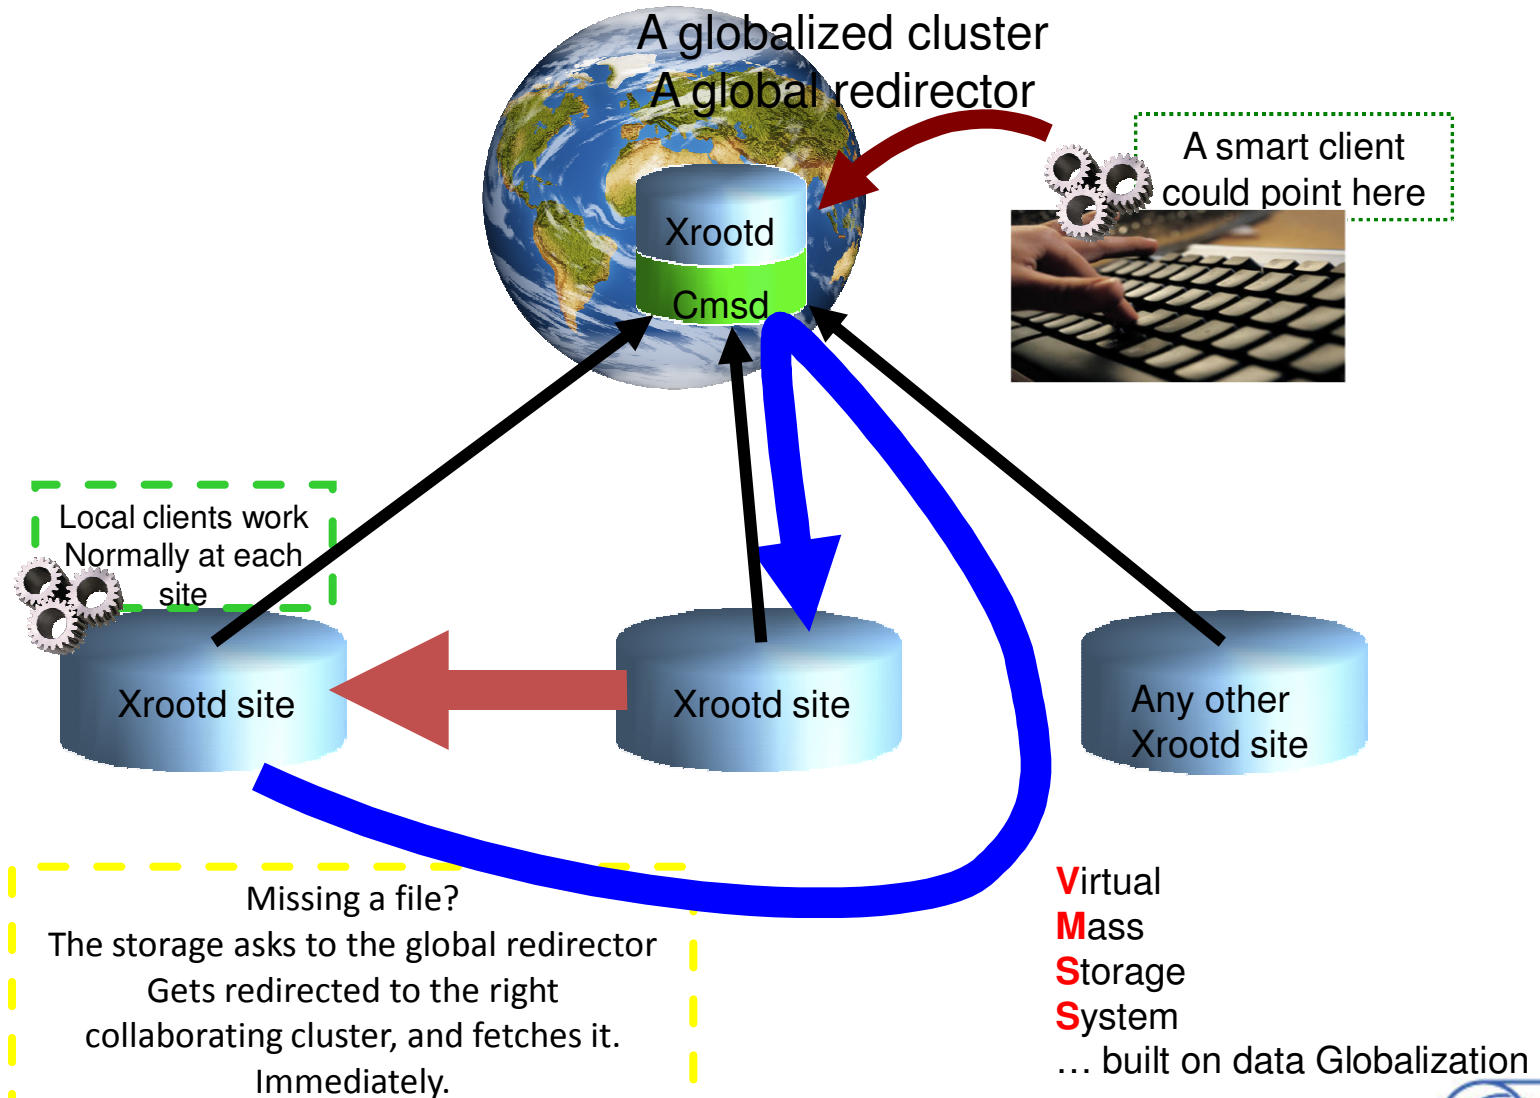 A globalized cluster
A global redirector
A smart client
could point here
Xrootd
Cmsd
Local clients work
Normally at each
site
Xrootd site
Xrootd site
Any other
Xrootd site
Missing a file?
The storage asks to the global redirector
Gets redirected to the right
collaborating cluster, and fetches it.
Immediately.
Virtual
Mass
Storage
System
… built on data Globalization